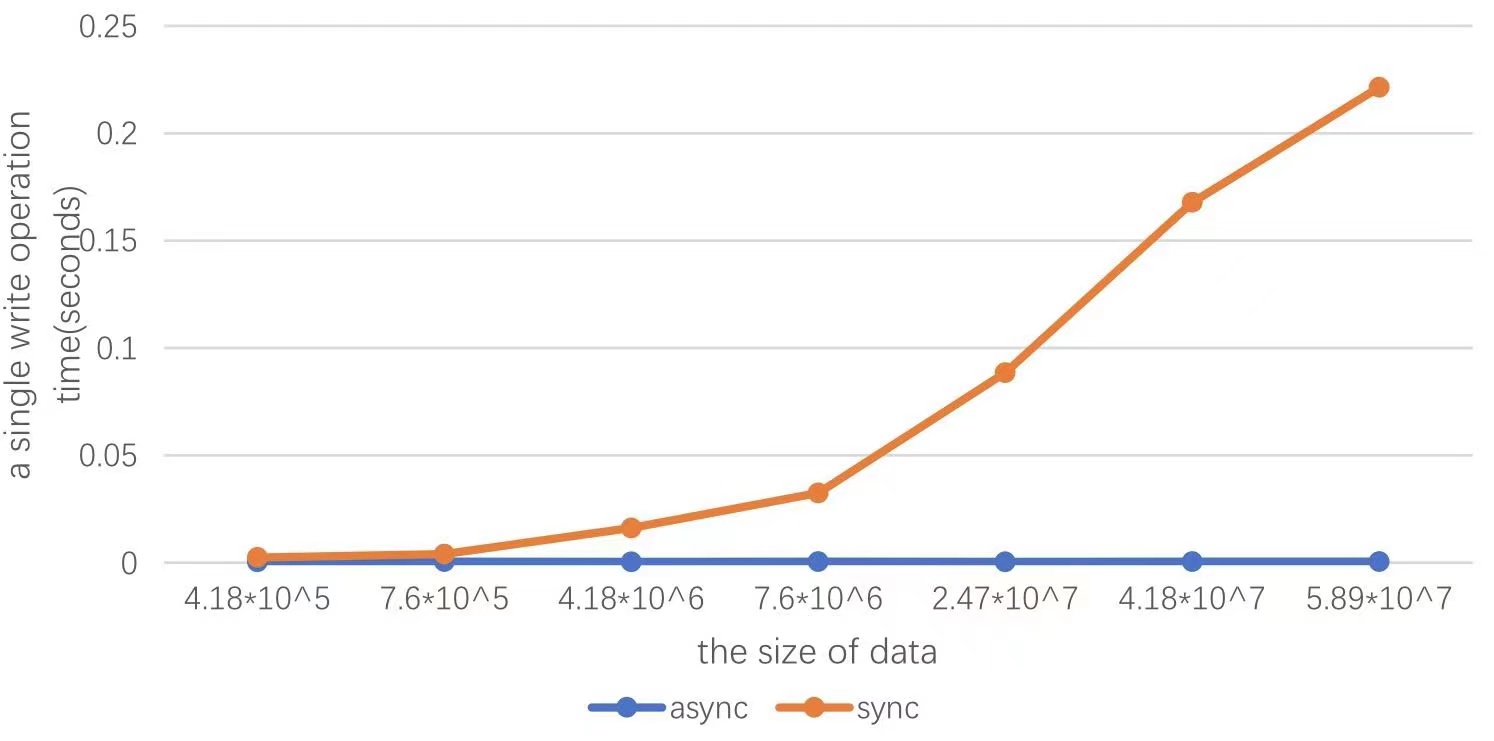 0.25
0.2
0.15
0.1
0.05
0
a single write operation
time(seconds)
4.18*10^5 7.6*10^5 4.18*10^6 7.6*10^6 2.47*10^7 4.18*10^7 5.89*10^7
the size of data
async sync